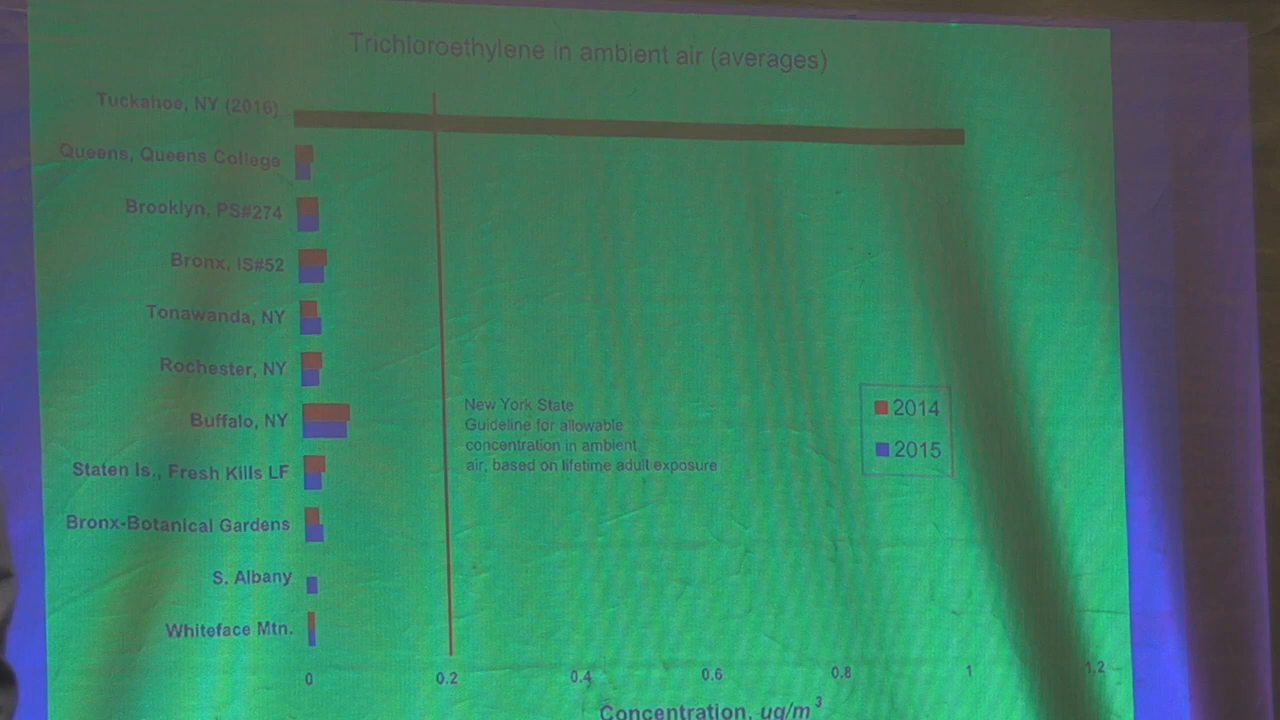 Trichloroethylene in ambient air (averages)
Tuckahoe, NY (2016)
Queens, Queens College
Brooklyn, PS#274
Bronx, IS#52
Tonawanda, NY
Rochester, NY
Buffalo, NY
Staten Is., Fresh Kills LF
Bronx-Botanical Gardens
S. Albany
Whiteface Mtn.
New York State
Guideline for allowable
concentration in ambient
air, based on lifetime adult exposure
2014
2015
0 0.2 0.4 0.6 0.8 1 1.2
Concentration, ug/m³